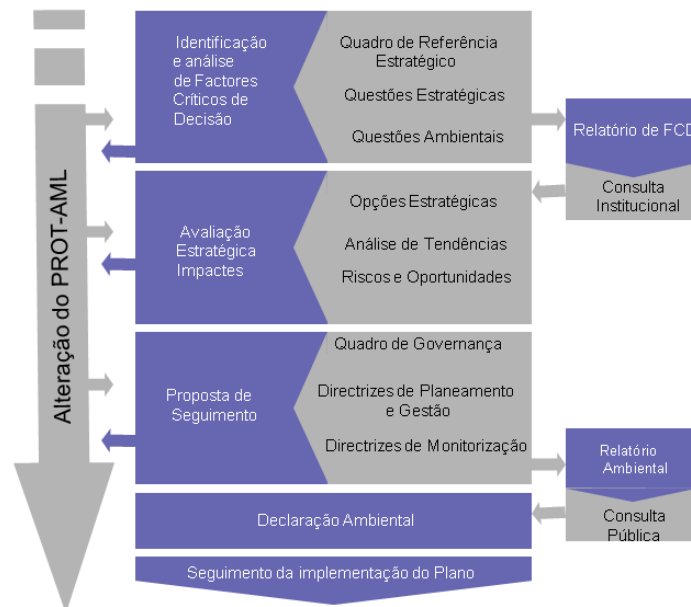 Alteração do PROT-AML
Identificação
e análise
de Factores
Críticos de
Decisão
Quadro de Referência
Estratégico
Questões Estratégicas
Questões Ambientais
Relatório de FCD
Consulta
Institucional
Avaliação
Estratégica
Impactes
Opções Estratégicas
Análise de Tendências
Riscos e Oportunidades
Proposta de
Seguimento
Quadro de Governança
Directrizes de Planeamento
e Gestão
Directrizes de Monitorização
Relatório
Ambiental
Consulta
Pública
Declaração Ambiental
Seguimento da implementação do Plano